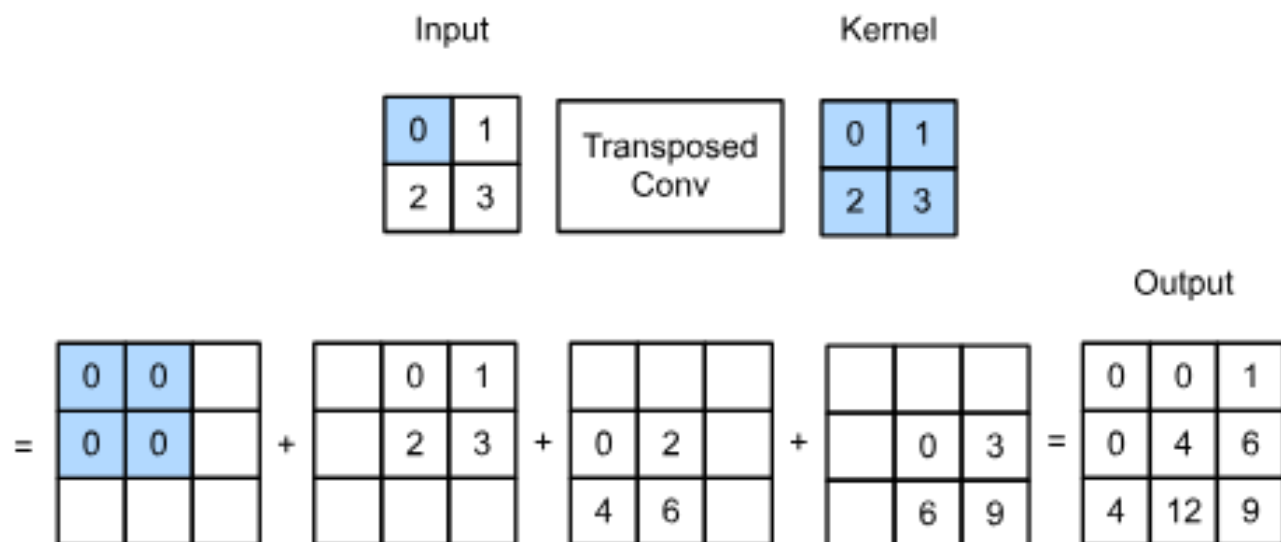 Input Kernel
0 1 Transposed Conv 0 1
2 3 2 3
Output
0 0 0 1 0 0 1
= 0 0 + 2 3 + 0 2 + 0 3 = 0 4 6
4 6 6 9 4 12 9